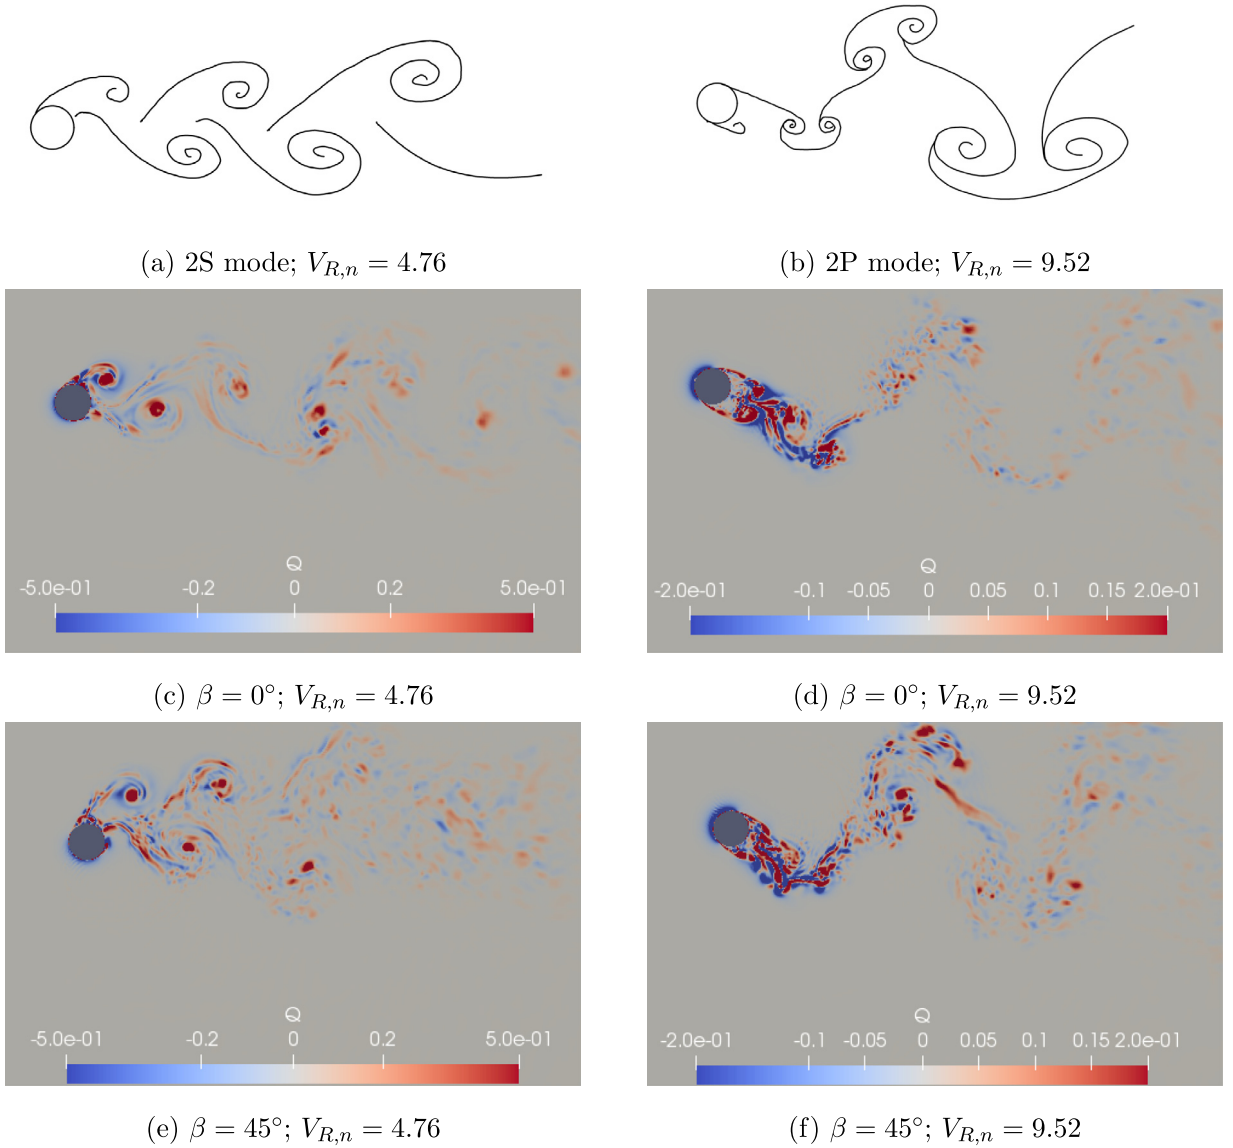 (a) 2S mode; V_{R,n} = 4.76
(b) 2P mode; V_{R,n} = 9.52
Q
-5.0e-01 -0.2 0 0.2 5.0e-01
Q
-2.0e-01 -0.1 -0.05 0 0.05 0.1 0.15 2.0e-01
(c) β = 0°; V_{R,n} = 4.76
(d) β = 0°; V_{R,n} = 9.52
Q
-5.0e-01 -0.2 0 0.2 5.0e-01
Q
-2.0e-01 -0.1 -0.05 0 0.05 0.1 0.15 2.0e-01
(e) β = 45°; V_{R,n} = 4.76
(f) β = 45°; V_{R,n} = 9.52